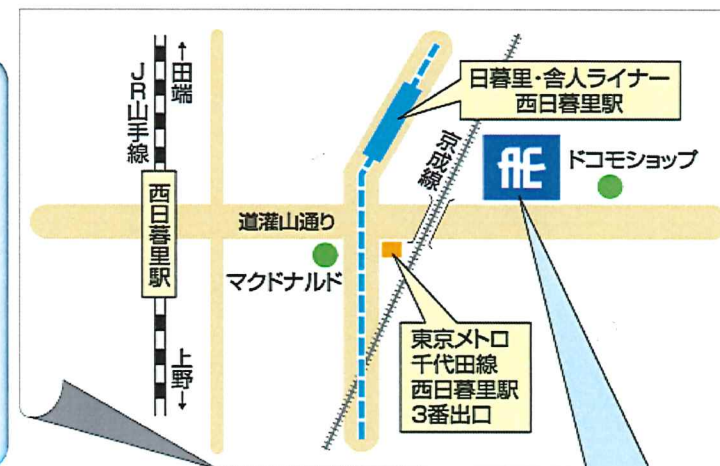 ↑田端
JR山手線
西日暮里駅
上野↓
道灌山通り
マクドナルド
日暮里・舎人ライナー
西日暮里駅
京成線
ドコモショップ
東京メトロ
千代田線
西日暮里駅
3番出口